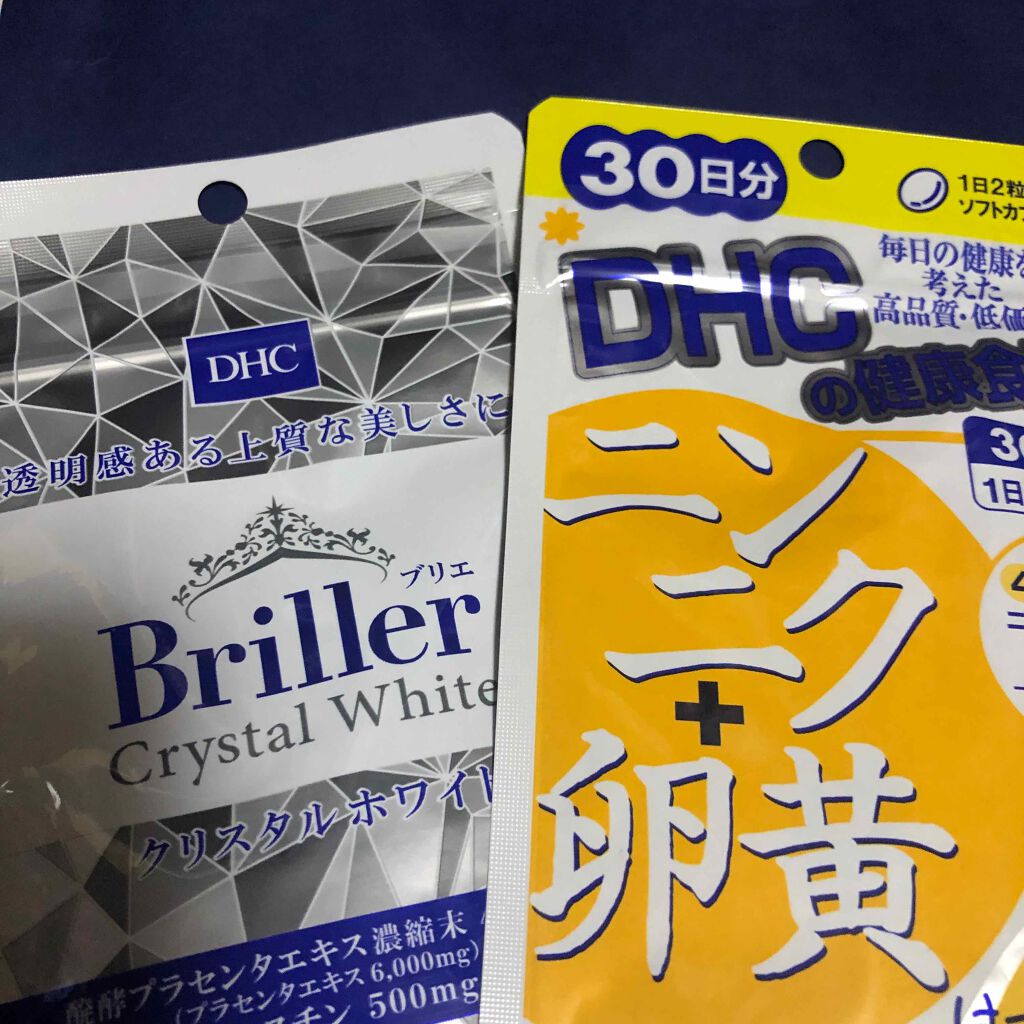 DHC
透明感ある上質な美しさに
ブリエ
Briller
Crystal White
クリスタルホワイト
醗酵プラセンタエキス濃縮末
(プラセンタエキス6,000mg)
スチン 500mg
30日分
1日2粒
ソフトカプ
DHC
毎日の健康を
考えた
高品質・低価
の健康食
ニンニク
+
卵黄
1日